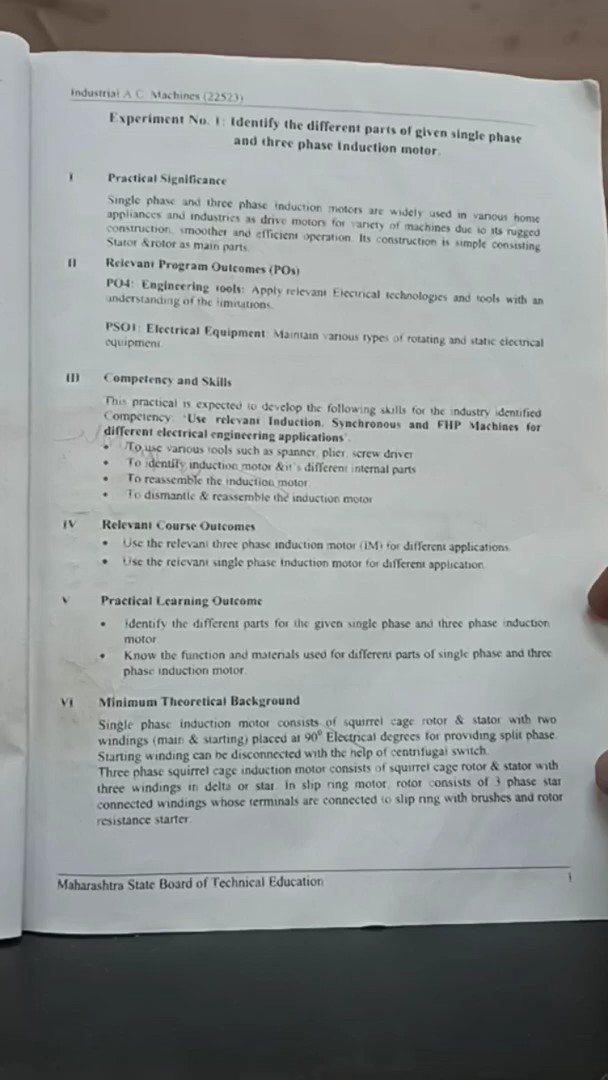 Industrial A.C. Machines (22523)
Experiment No. 1: Identify the different parts of given single phase
and three phase Induction motor.
I Practical Significance
Single phase and three phase induction motors are widely used in various home
appliances and industries as drive motors for variety of machines due to its rugged
construction, smoother and efficient operation. Its construction is simple consisting
Stator &rotor as main parts.
II Relevant Program Outcomes (POs)
PO4: Engineering tools: Apply relevant Electrical technologies and tools with an
understanding of the limitations.
PSO1: Electrical Equipment: Maintain various types of rotating and static electrical
equipment.
III Competency and Skills
This practical is expected to develop the following skills for the industry identified
Competency: 'Use relevant Induction, Synchronous and FHP Machines for
different electrical engineering applications'.
• To use various tools such as spanner, plier, screw driver
• To identify induction motor &it's different internal parts
• To reassemble the induction motor.
• To dismantle & reassemble the induction motor
IV Relevant Course Outcomes
• Use the relevant three phase induction motor (IM) for different applications.
• Use the relevant single phase Induction motor for different application.
V Practical Learning Outcome
• Identify the different parts for the given single phase and three phase induction
motor
• Know the function and materials used for different parts of single phase and three
phase induction motor.
VI Minimum Theoretical Background
Single phase induction motor consists of squirrel cage rotor & stator with two
windings (main & starting) placed at 90⁰ Electrical degrees for providing split phase.
Starting winding can be disconnected with the help of centrifugal switch.
Three phase squirrel cage induction motor consists of squirrel cage rotor & stator with
three windings in delta or star. In slip ring motor, rotor consists of 3 phase star
connected windings whose terminals are connected to slip ring with brushes and rotor
resistance starter.
Maharashtra State Board of Technical Education 1